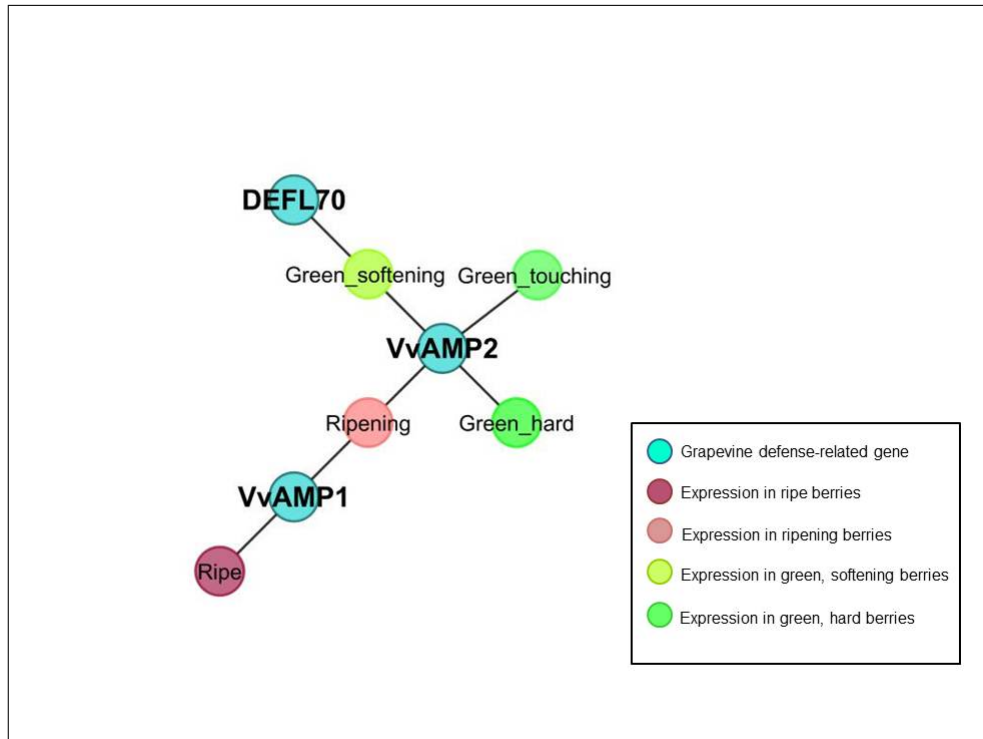 DEFL70
Green_softening
Green_touching
VvAMP2
Ripening
Green_hard
VvAMP1
Ripe
Grapevine defense-related gene
Expression in ripe berries
Expression in ripening berries
Expression in green, softening berries
Expression in green, hard berries